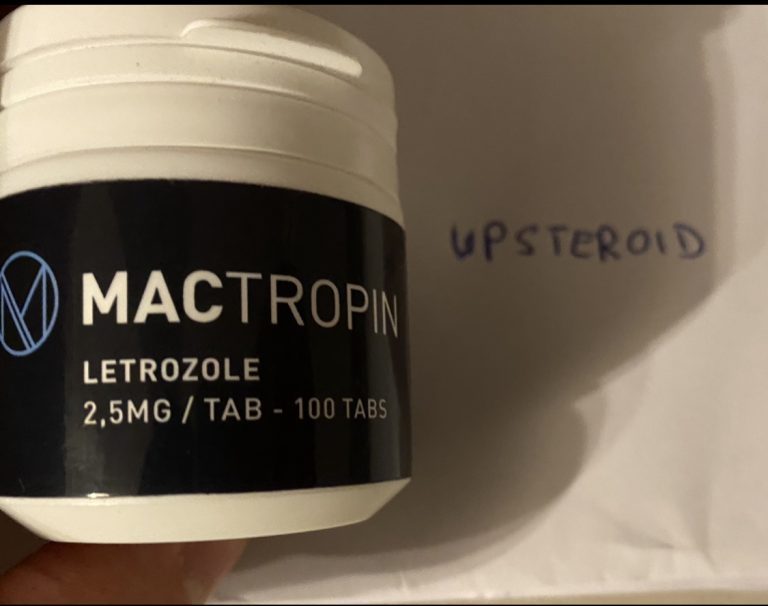 MACTROPIN
LETROZOLE
2,5MG / TAB - 100 TABS
UPSTEROID